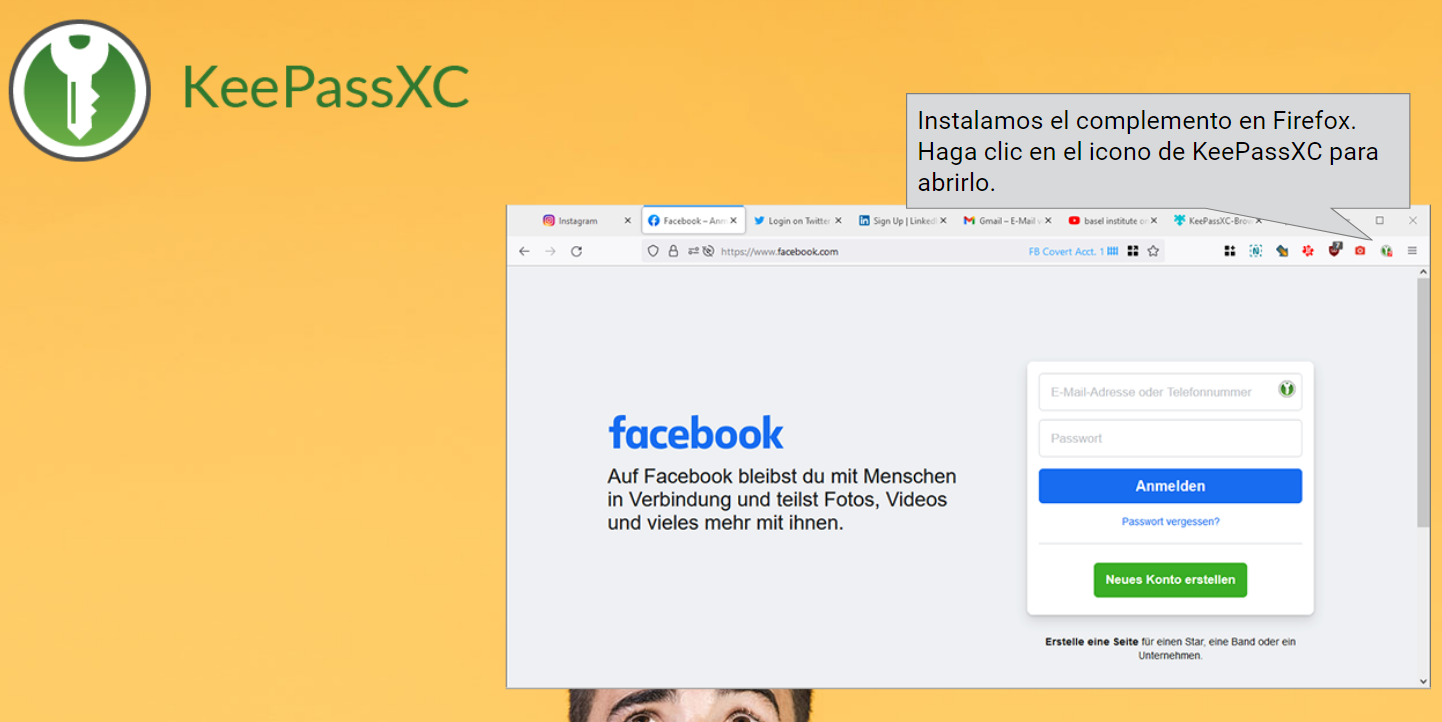 KeePassXC
Instalamos el complemento en Firefox.
Haga clic en el icono de KeePassXC para
abrirlo.
Instagram
Facebook – Anm
Login on Twitter
Sign Up | LinkedI
Gmail – E-Mail v
basel institute or
KeePassXC-Brow
https://www.facebook.com
FB Covert Acct. 1
7
E-Mail-Adresse oder Telefonnummer
Passwort
facebook
Auf Facebook bleibst du mit Menschen
in Verbindung und teilst Fotos, Videos
und vieles mehr mit ihnen.
Anmelden
Passwort vergessen?
Neues Konto erstellen
Erstelle eine Seite für einen Star, eine Band oder ein
Unternehmen.